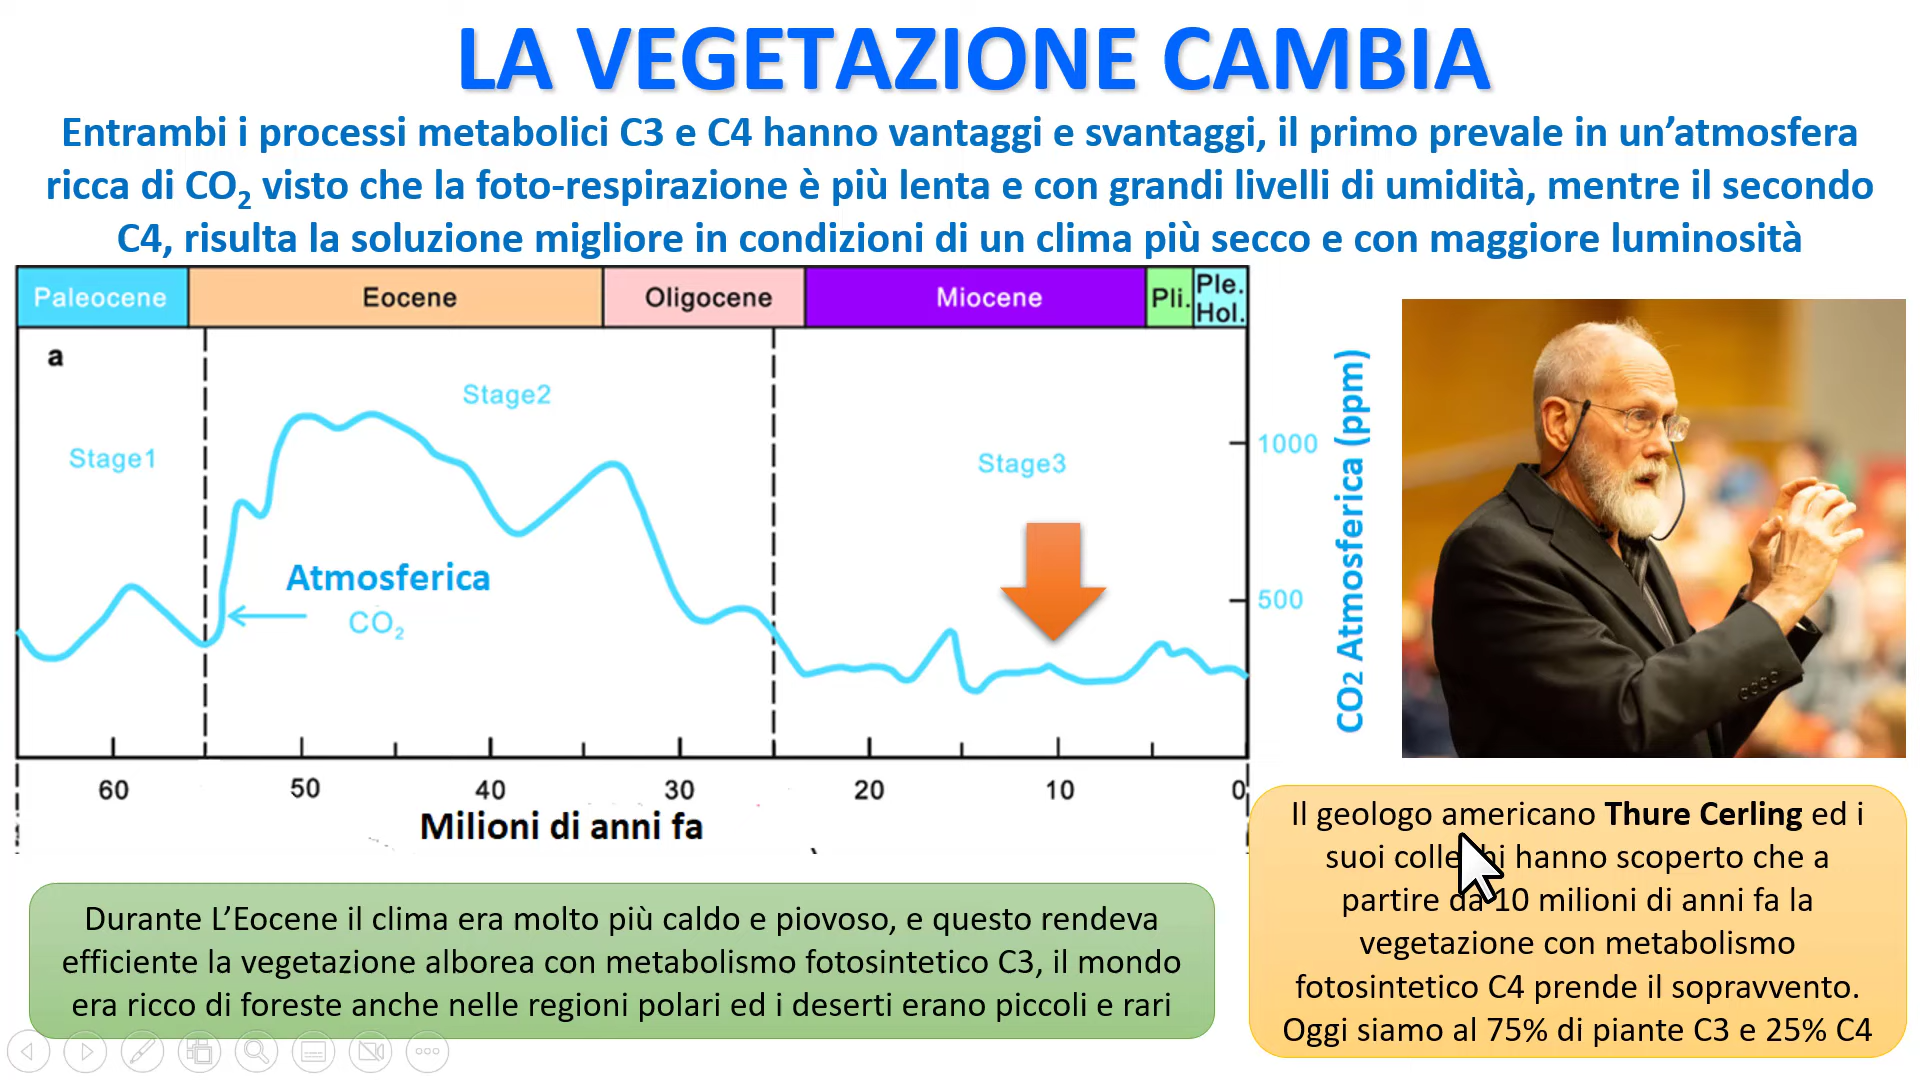 LA VEGETAZIONE CAMBIA
Entrambi i processi metabolici C3 e C4 hanno vantaggi e svantaggi, il primo prevale in un’atmosfera
ricca di CO2 visto che la foto-respirazione è più lenta e con grandi livelli di umidità, mentre il secondo
C4, risulta la soluzione migliore in condizioni di un clima più secco e con maggiore luminosità
Paleocene
Eocene
Oligocene
Miocene
Pli.
Ple.
Hol.
a
Stage1
Stage2
Stage3
Atmosferica
CO2
1000
500
CO2 Atmosferica (ppm)
60
50
40
30
20
10
0
Milioni di anni fa
Durante L’Eocene il clima era molto più caldo e piovoso, e questo rendeva
efficiente la vegetazione alborea con metabolismo fotosintetico C3, il mondo
era ricco di foreste anche nelle regioni polari ed i deserti erano piccoli e rari
Il geologo americano Thure Cerling ed i
suoi colleghi hanno scoperto che a
partire da 10 milioni di anni fa la
vegetazione con metabolismo
fotosintetico C4 prende il sopravvento.
Oggi siamo al 75% di piante C3 e 25% C4